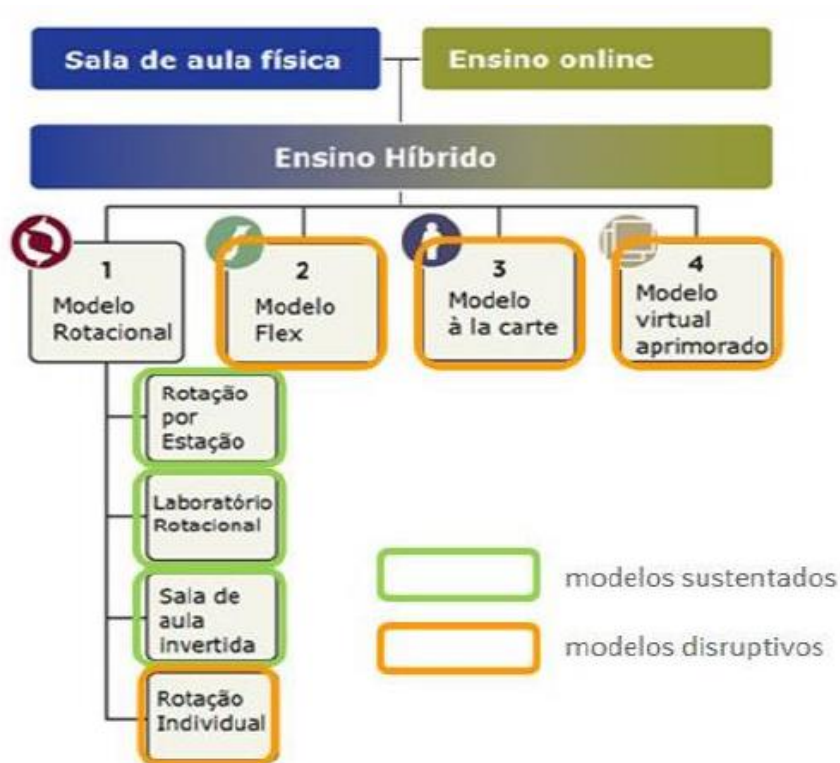 Sala de aula física
Ensino online
Ensino Híbrido
1
Modelo
Rotacional
2
Modelo
Flex
3
Modelo
à la carte
4
Modelo
virtual
aprimorado
Rotação
por
Estação
Laboratório
Rotacional
Sala de
aula
invertida
Rotação
Individual
modelos sustentados
modelos disruptivos